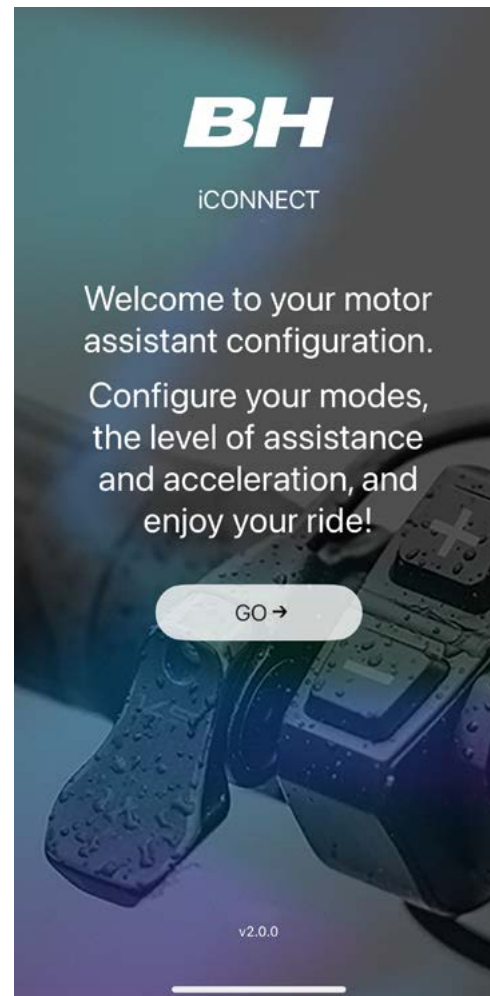 BH
iCONNECT
Welcome to your motor
assistant configuration.
Configure your modes,
the level of assistance
and acceleration, and
enjoy your ride!
GO →
+
−
v2.0.0